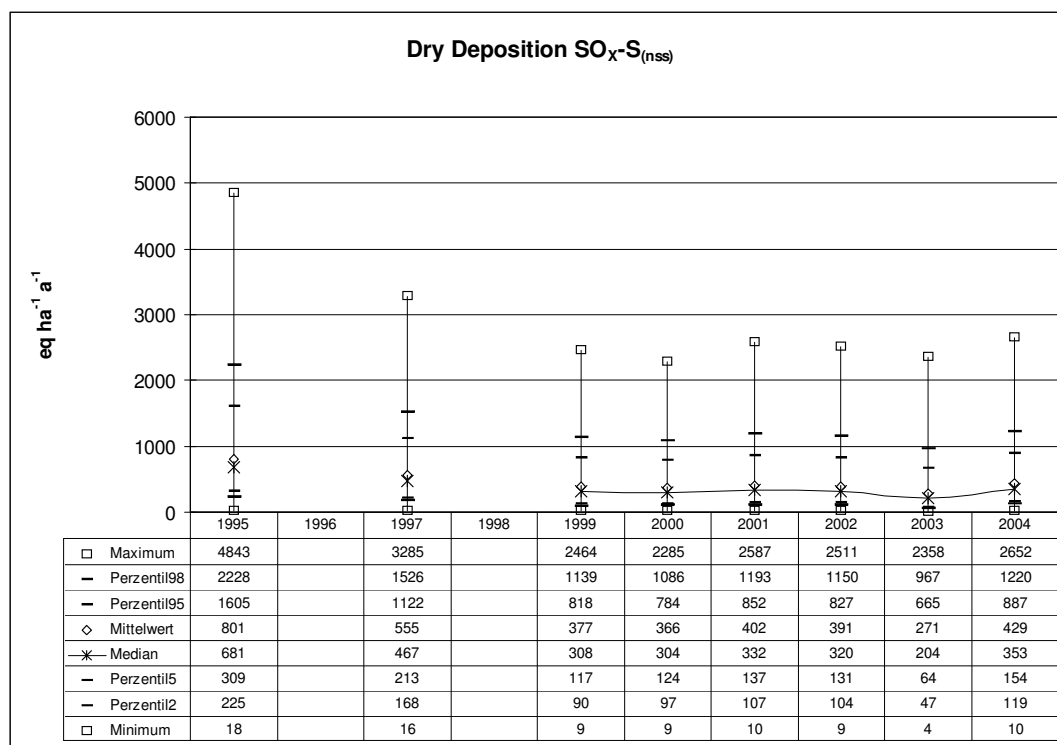 Dry Deposition SOX-S(nss)
6000
5000
4000
3000
2000
1000
0
eq ha-1 a-1
1995 1996 1997 1998 1999 2000 2001 2002 2003 2004
Maximum 4843 3285 2464 2285 2587 2511 2358 2652
Perzentil98 2228 1526 1139 1086 1193 1150 967 1220
Perzentil95 1605 1122 818 784 852 827 665 887
Mittelwert 801 555 377 366 402 391 271 429
Median 681 467 308 304 332 320 204 353
Perzentil5 309 213 117 124 137 131 64 154
Perzentil2 225 168 90 97 107 104 47 119
Minimum 18 16 9 9 10 9 4 10